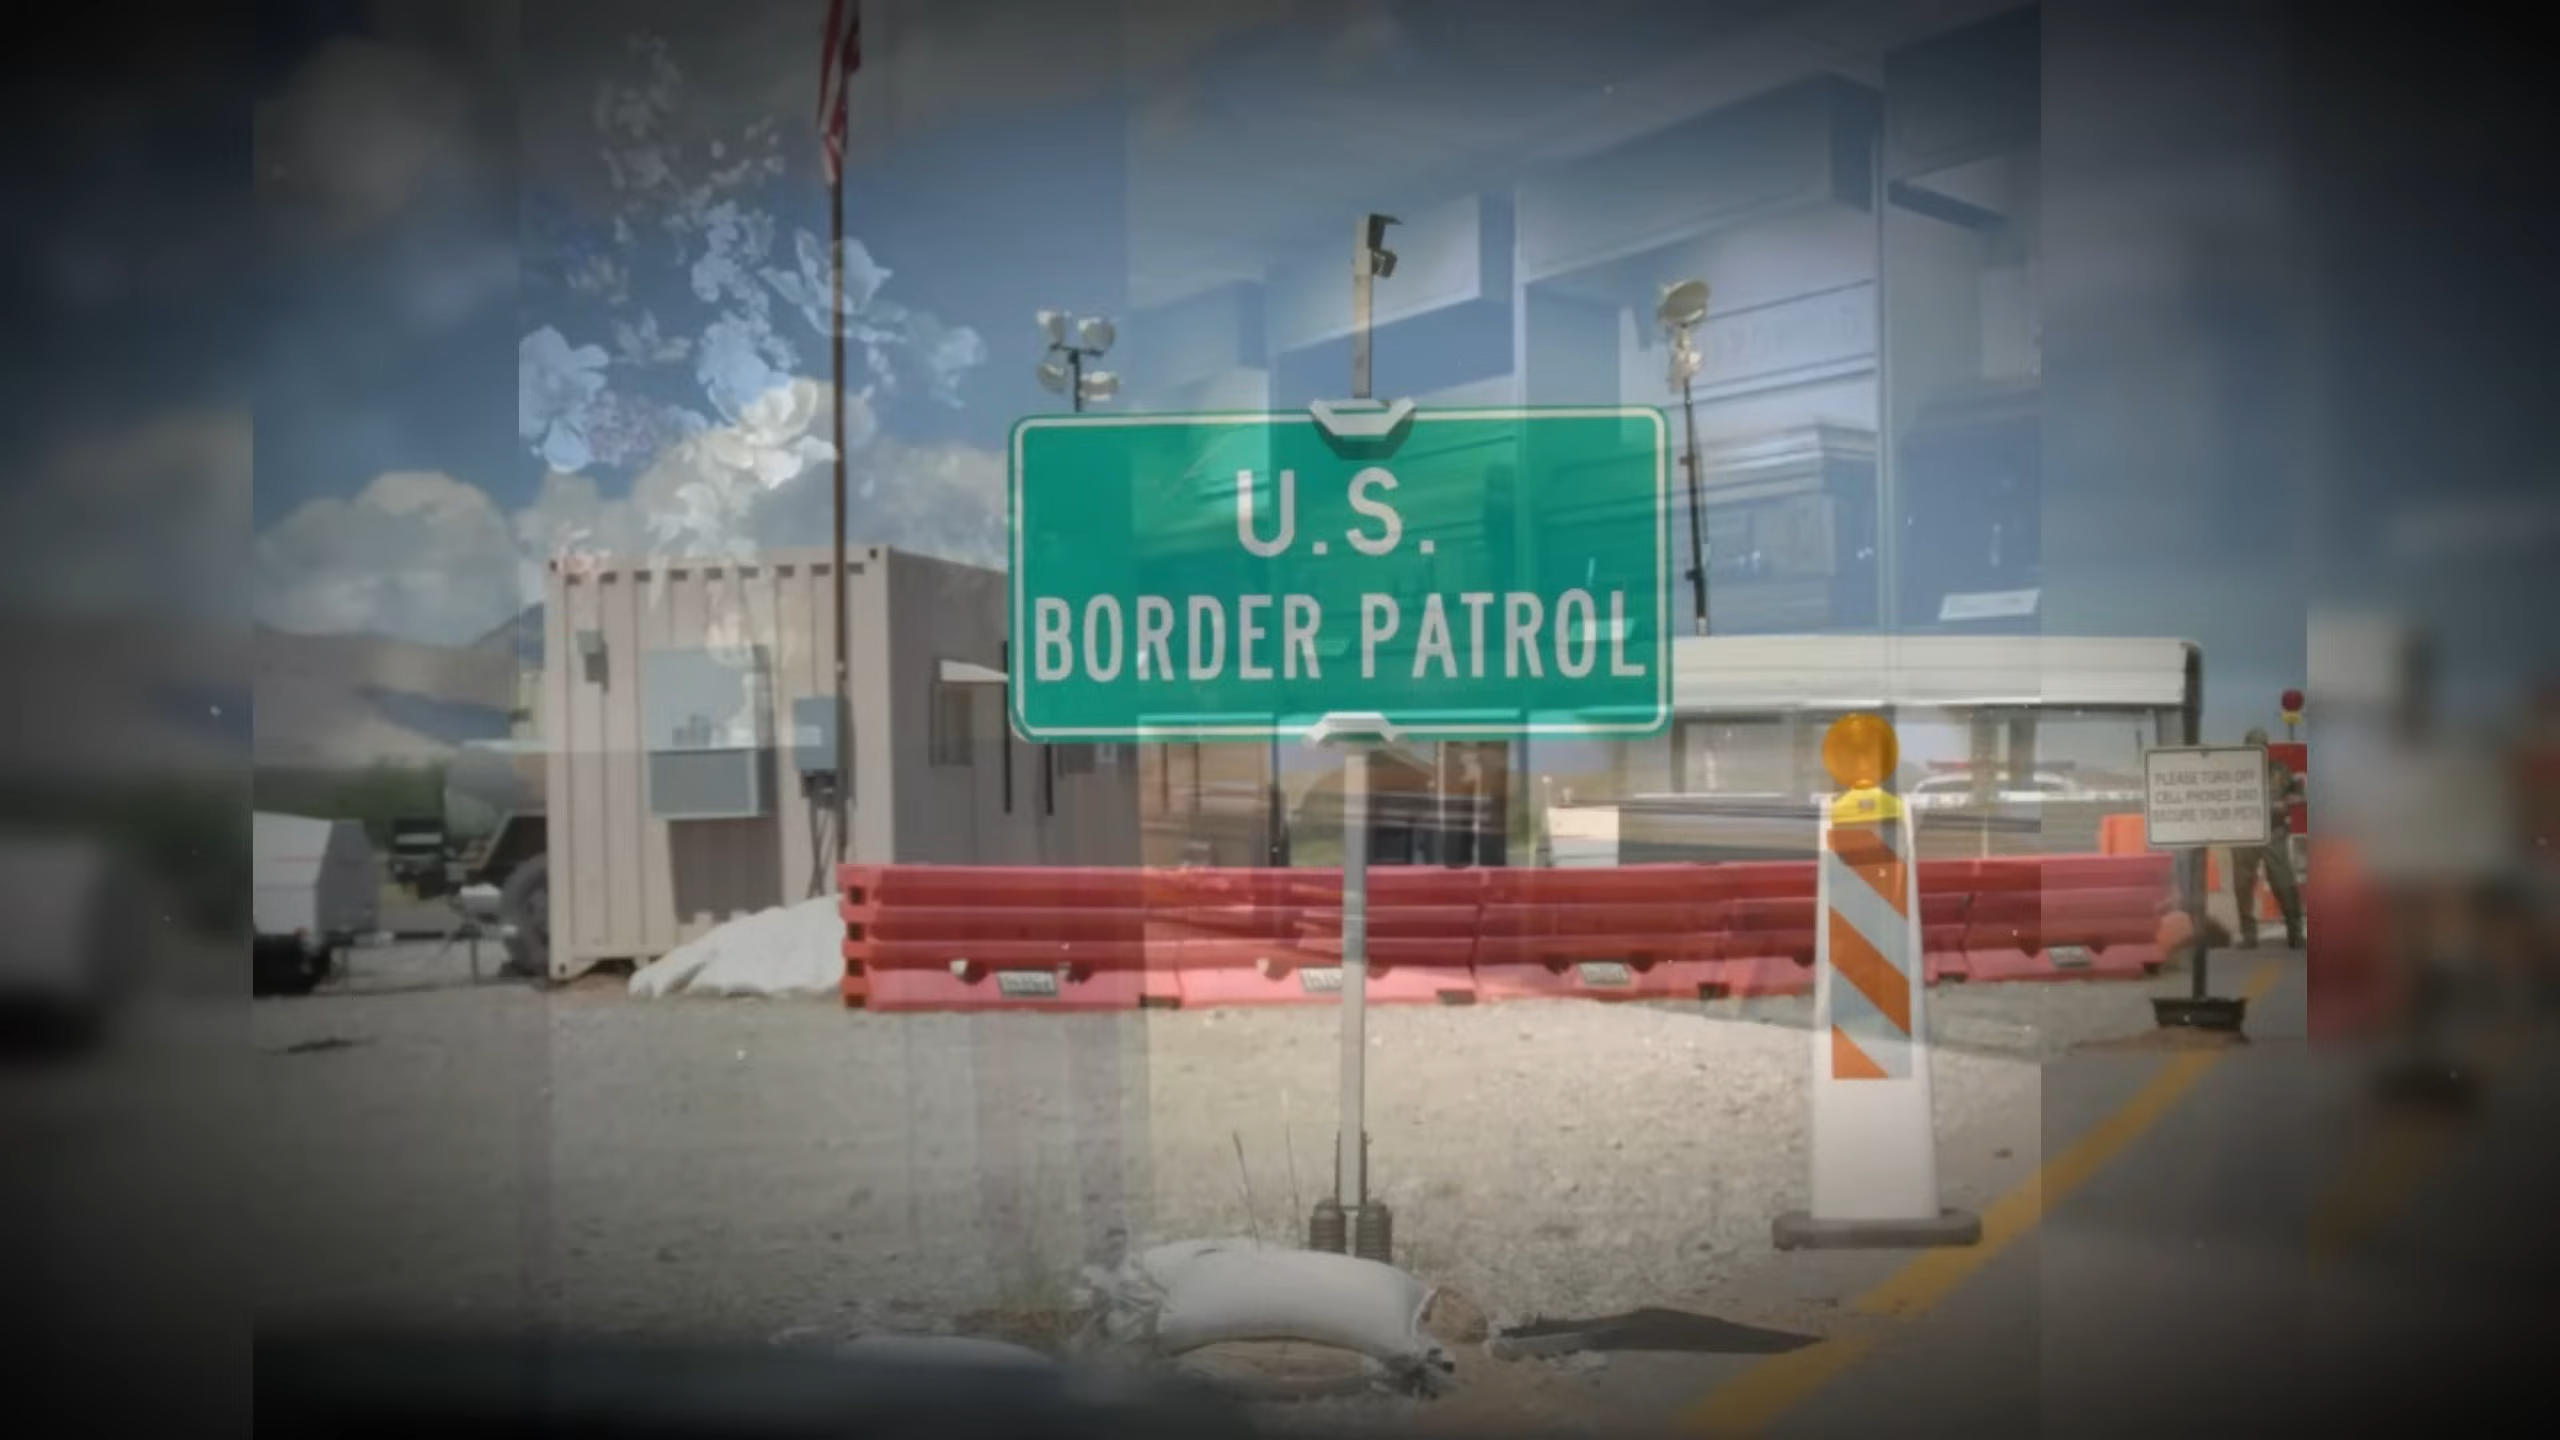 U.S.
BORDER PATROL
PLEASE TURN OFF
CELL PHONES AND
SECURE YOUR PETS